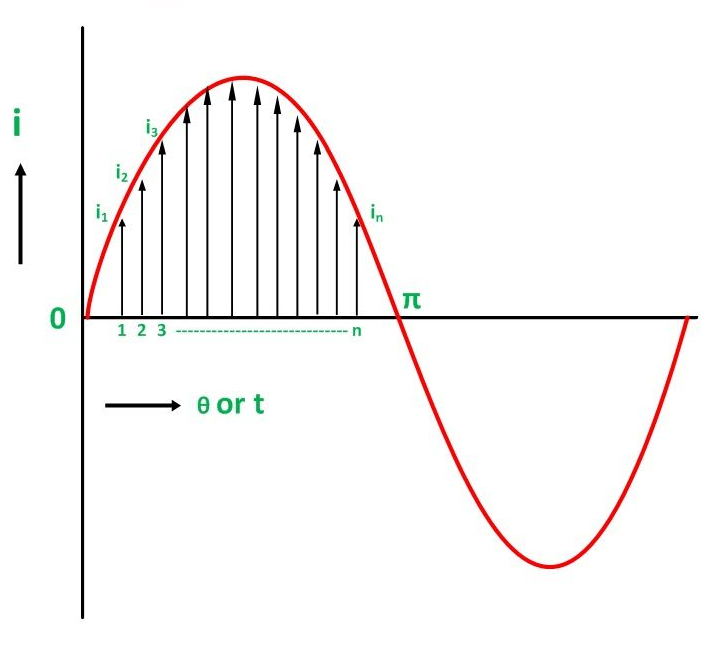 i
i₃
i₂
i₁
iₙ
π
0
1 2 3 ---------------------------- n
θ or t